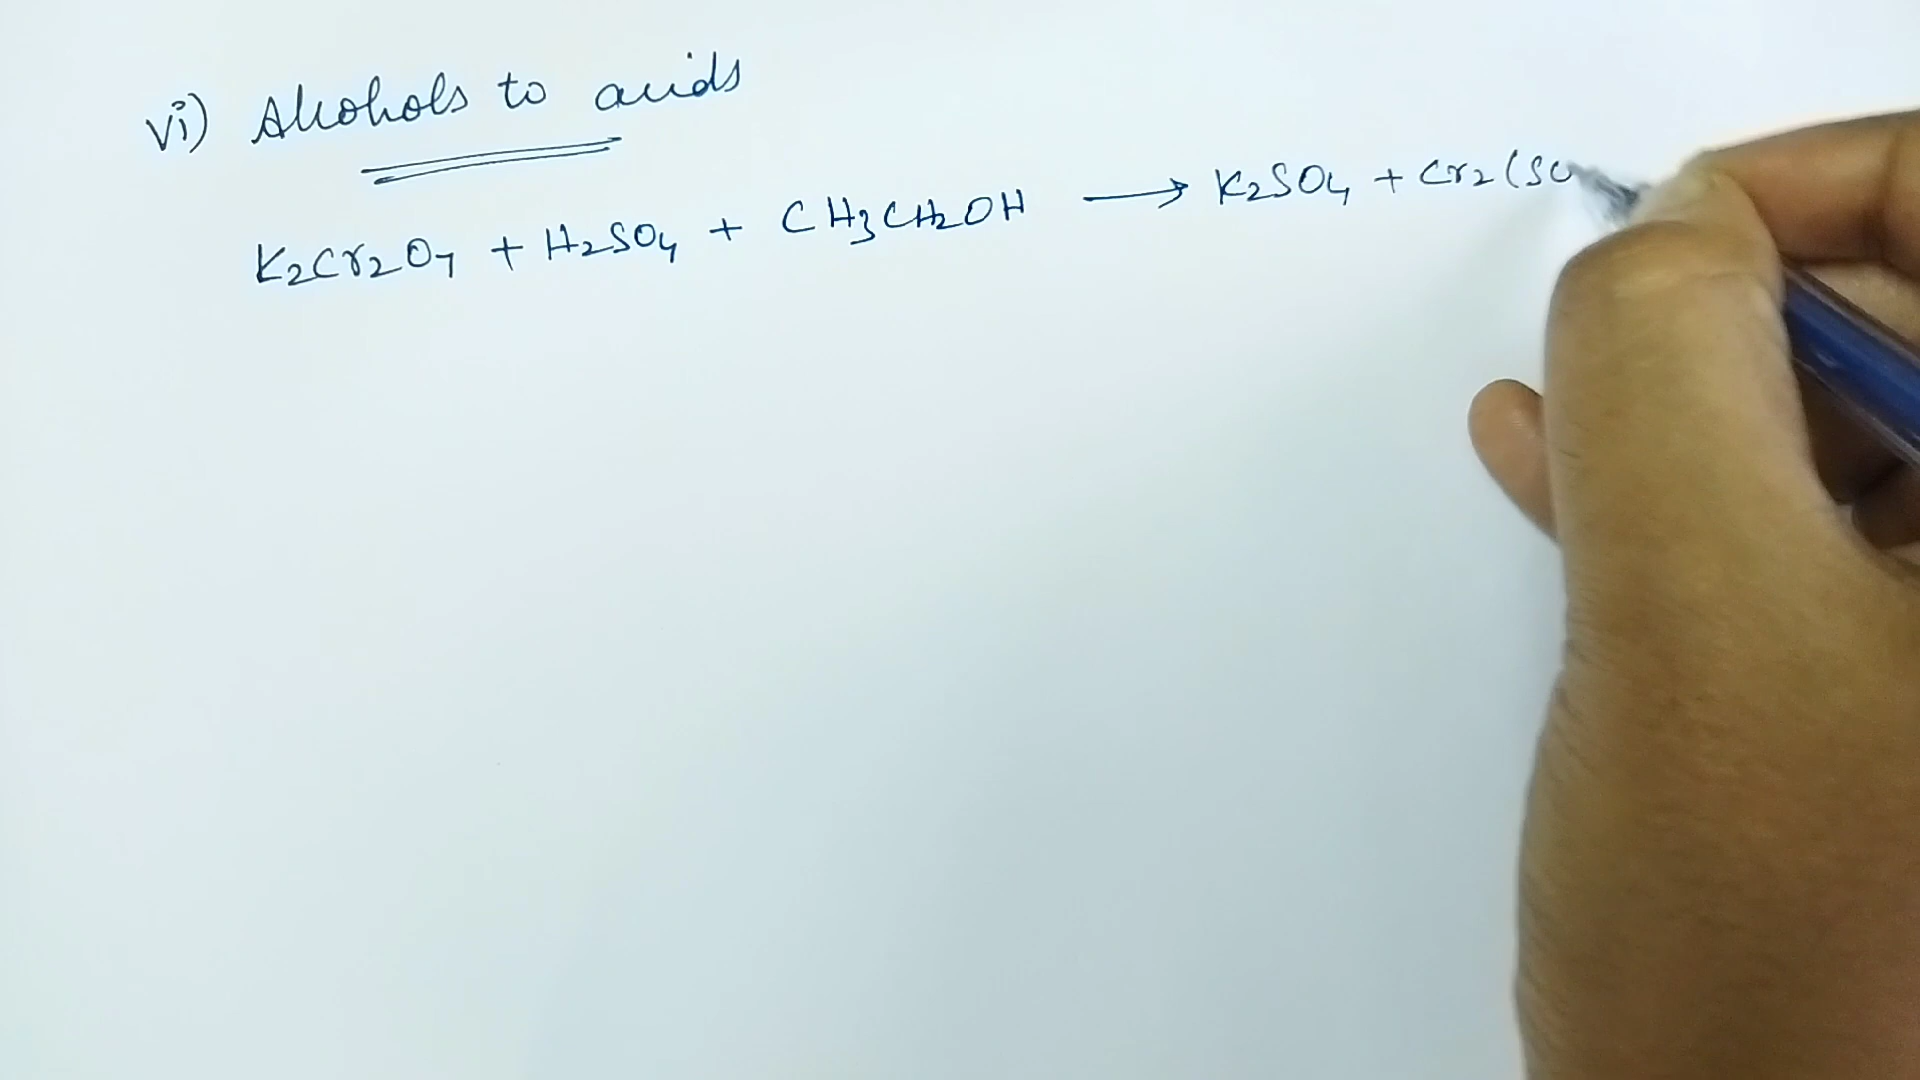 vi) Alcohols to acids
K2Cr2O7 + H2SO4 + CH3CH2OH → K2SO4 + Cr2(SO